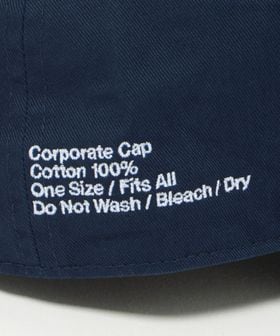 Corporate Cap
Cotton 100%
One Size / Fits All
Do Not Wash / Bleach / Dry